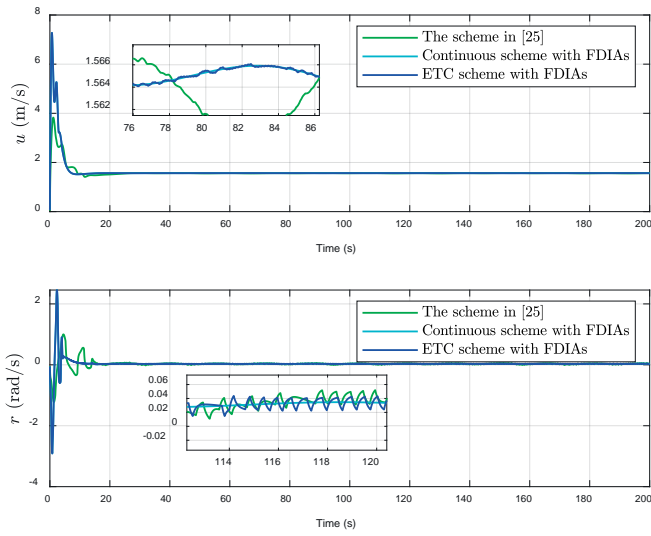 8
6
4
2
0
u (m/s)
The scheme in [25]
Continuous scheme with FDIAs
ETC scheme with FDIAs
1.566
1.564
1.562
76 78 80 82 84 86
0 20 40 60 80 100 120 140 160 180 200
Time (s)
2
0
-2
-4
r (rad/s)
The scheme in [25]
Continuous scheme with FDIAs
ETC scheme with FDIAs
0.06
0.04
0.02
0
-0.02
114 116 118 120
0 20 40 60 80 100 120 140 160 180 200
Time (s)